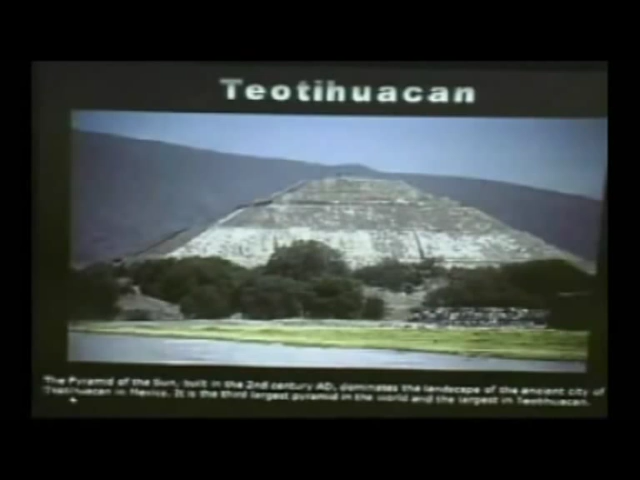 Teotihuacan
The Pyramid of the Sun, built in the 2nd century AD, dominates the landscape of the ancient city of
Teotihuacan in Mexico. It is the third largest pyramid in the world and the largest in Teotihuacan.